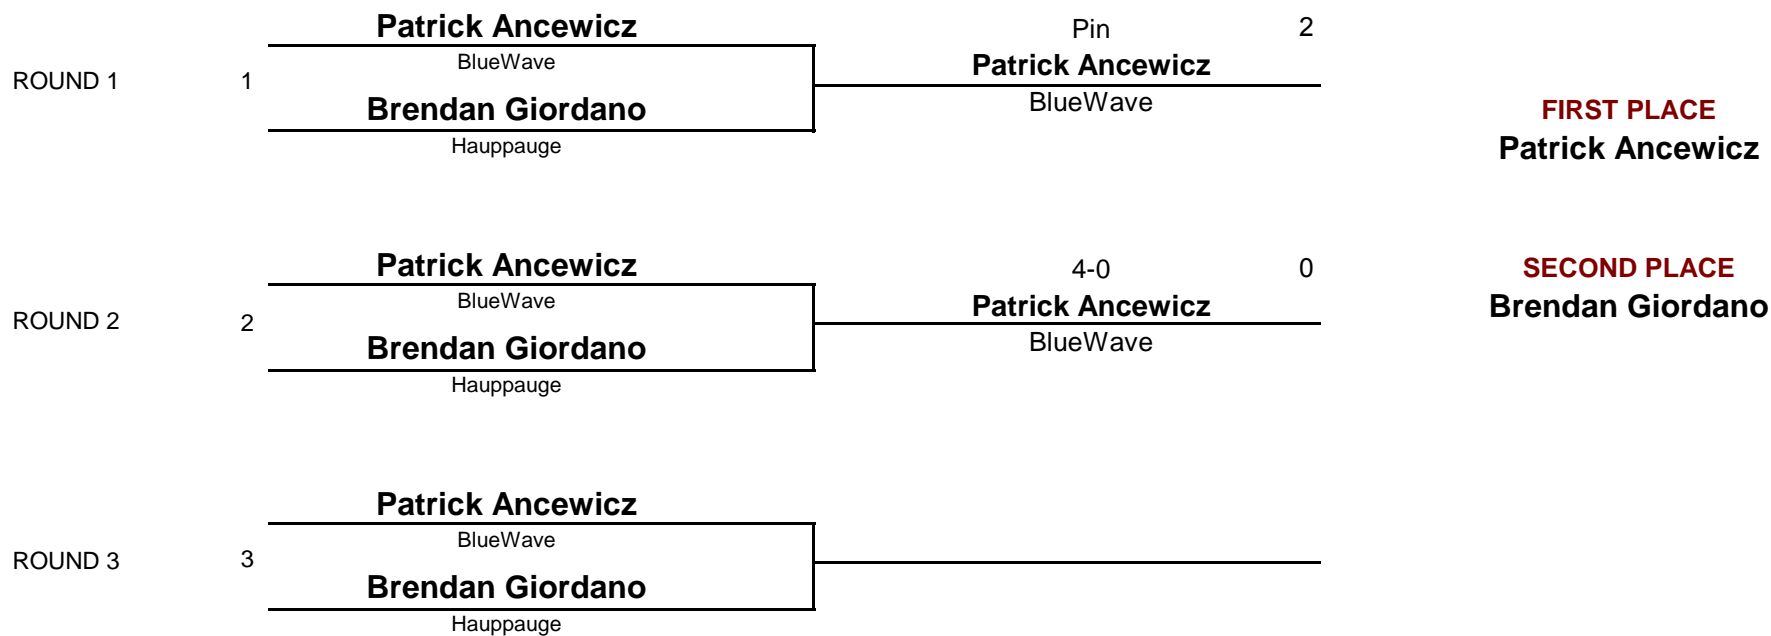 Patrick Ancewicz
BlueWave
ROUND 1
1
Brendan Giordano
Hauppauge
Pin
2
Patrick Ancewicz
BlueWave
FIRST PLACE
Patrick Ancewicz
Patrick Ancewicz
BlueWave
ROUND 2
2
Brendan Giordano
Hauppauge
4-0
0
Patrick Ancewicz
BlueWave
SECOND PLACE
Brendan Giordano
Patrick Ancewicz
BlueWave
ROUND 3
3
Brendan Giordano
Hauppauge